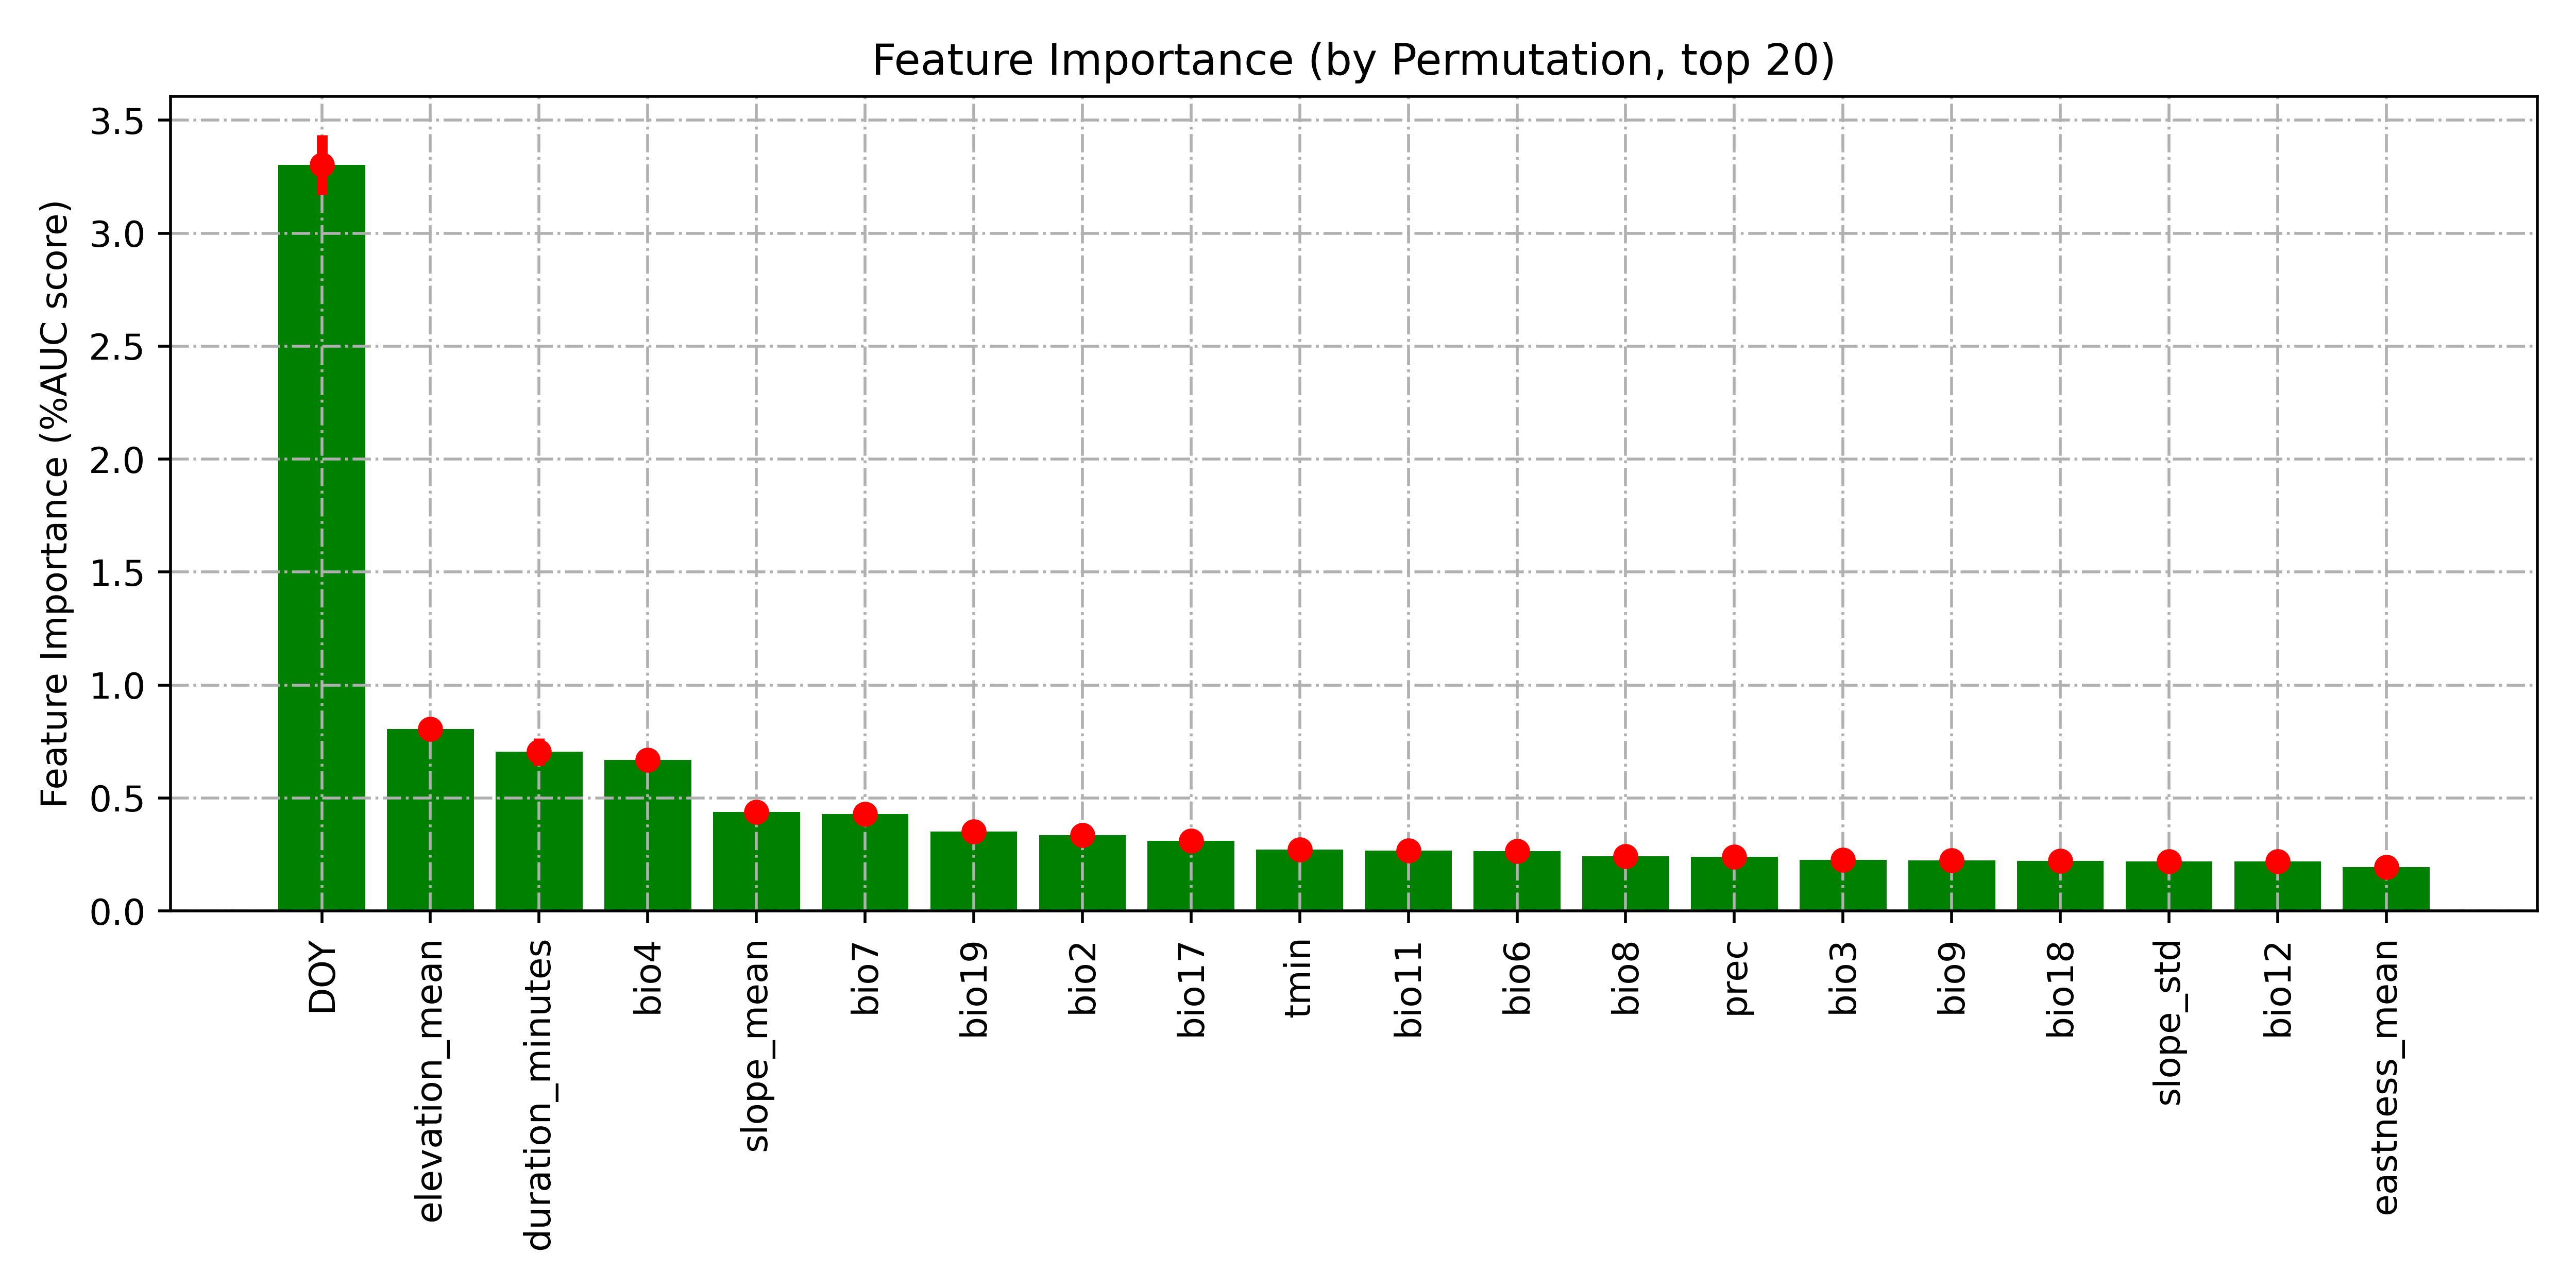 Feature Importance (by Permutation, top 20)
Feature Importance (%AUC score)
3.5
3.0
2.5
2.0
1.5
1.0
0.5
0.0
DOY
elevation_mean
duration_minutes
bio4
slope_mean
bio7
bio19
bio2
bio17
tmin
bio11
bio6
bio8
prec
bio3
bio9
bio18
slope_std
bio12
eastness_mean